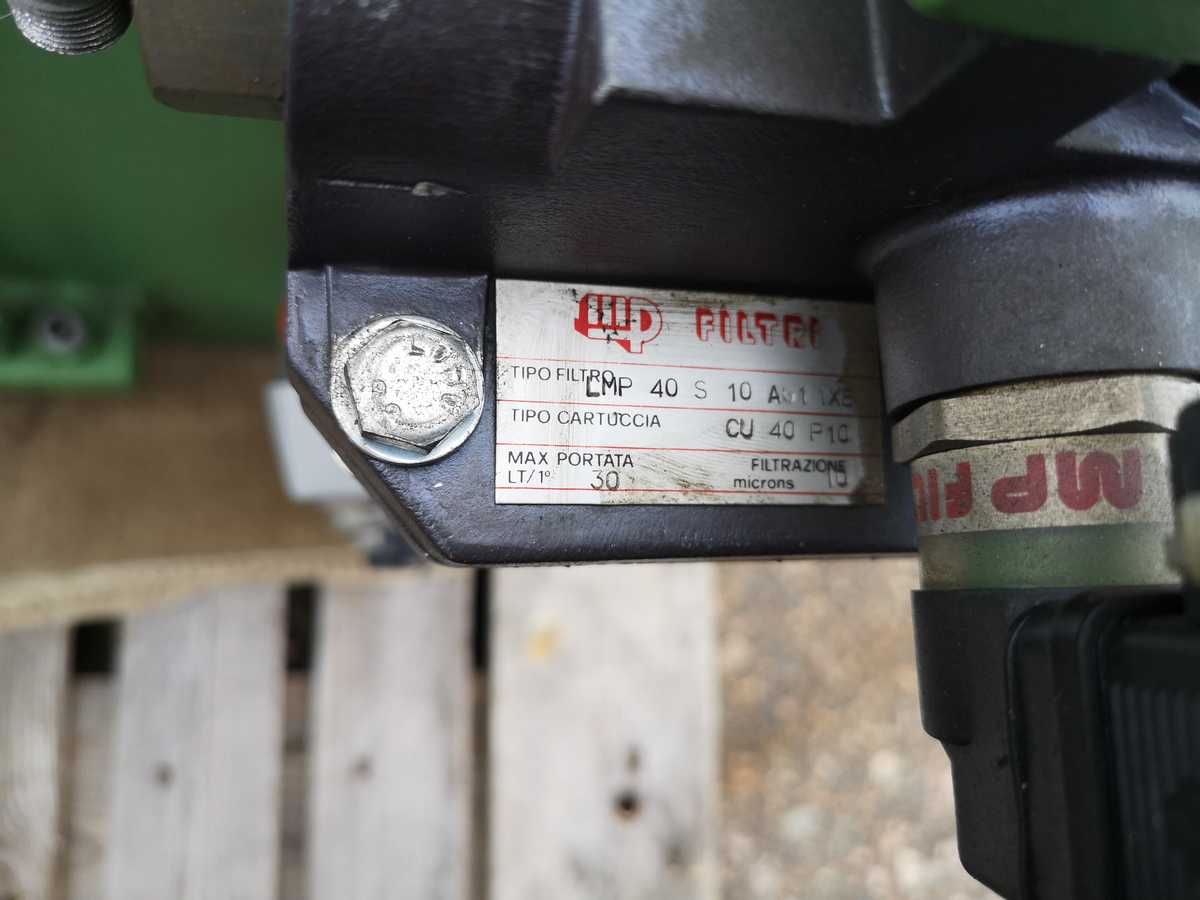 MP FILTRI
TIPO FILTRO LMP 40 S 10
TIPO CARTUCCIA CU 40 P10
MAX PORTATA FILTRAZIONE
LT/1° 30 microns 10
MP